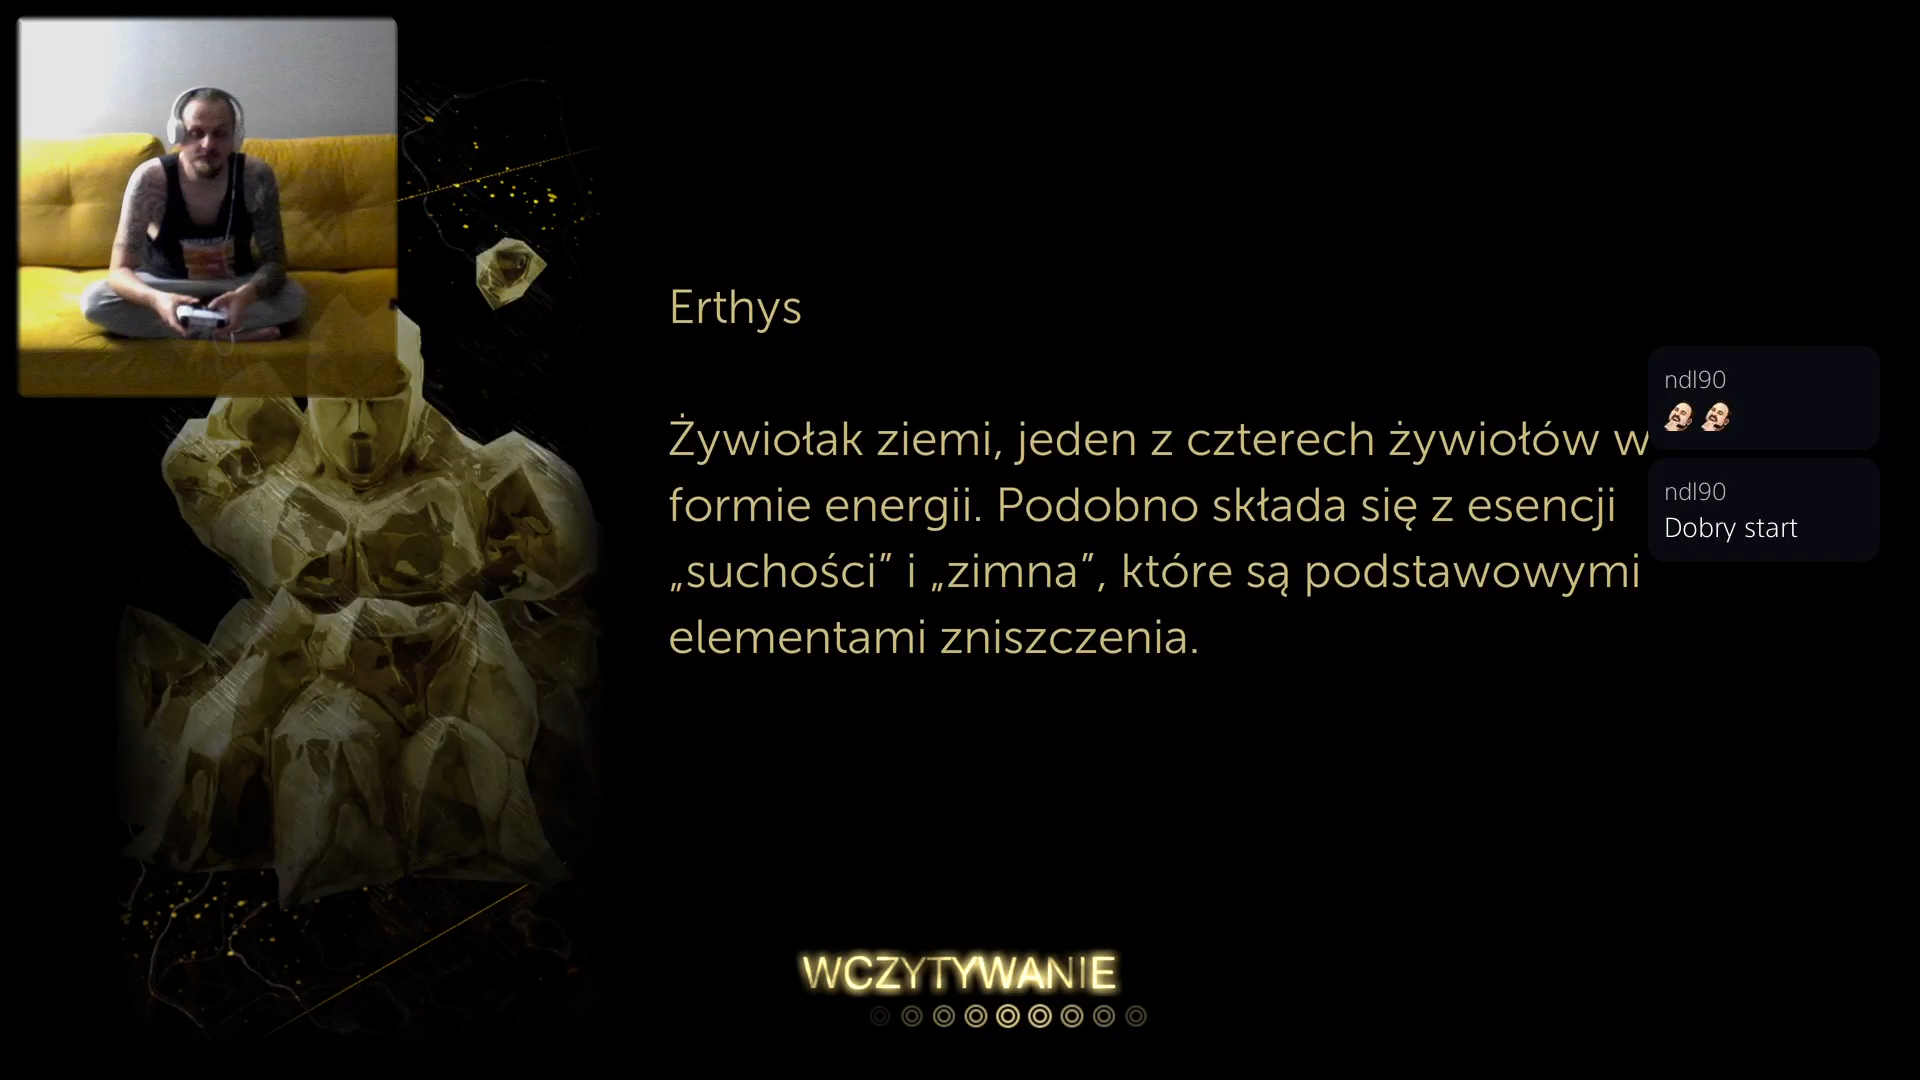 Erthys
Żywiołak ziemi, jeden z czterech żywiołów w
formie energii. Podobno składa się z esencji
„suchości” i „zimna”, które są podstawowymi
elementami zniszczenia.
ndl90
ndl90
Dobry start
WCZYTYWANIE